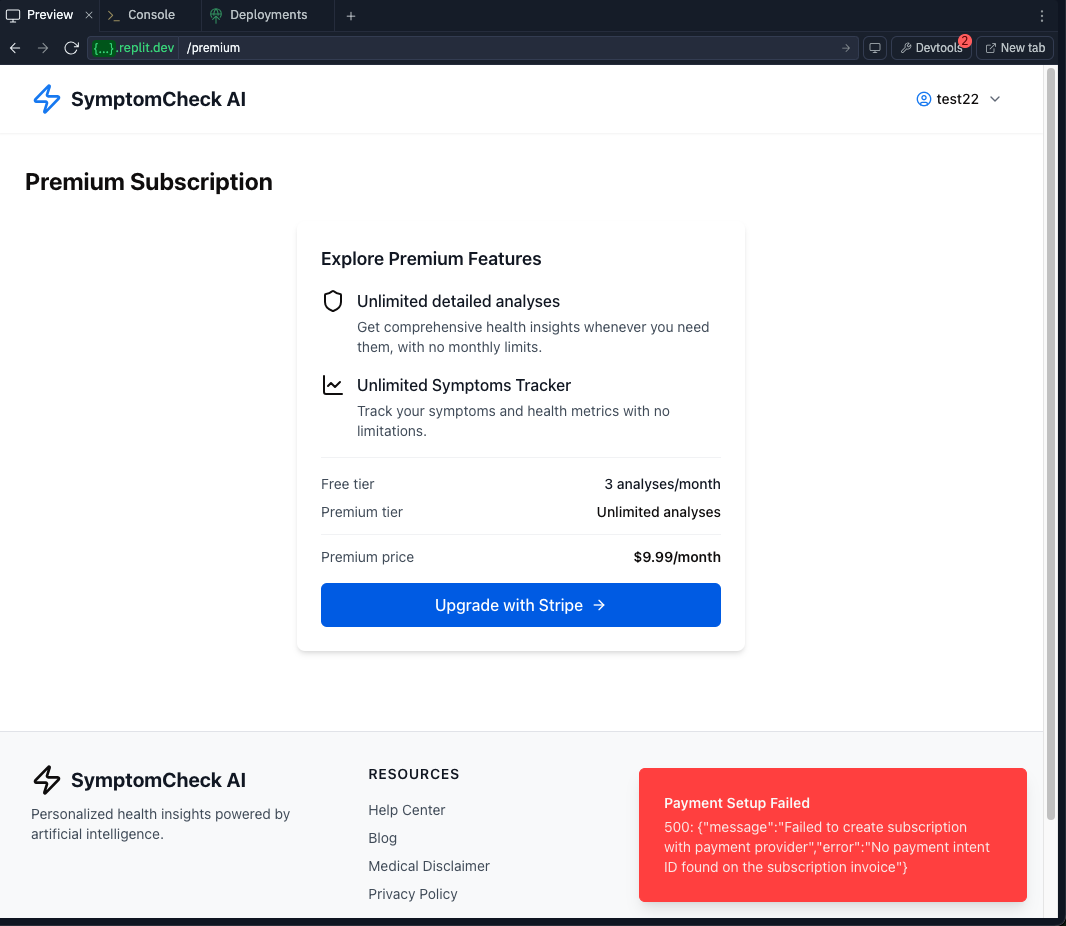 Preview
Console
Deployments
{...}.replit.dev /premium
Devtools 2
New tab
SymptomCheck AI
test22
Premium Subscription
Explore Premium Features
Unlimited detailed analyses
Get comprehensive health insights whenever you need
them, with no monthly limits.
Unlimited Symptoms Tracker
Track your symptoms and health metrics with no
limitations.
Free tier 3 analyses/month
Premium tier Unlimited analyses
Premium price $9.99/month
Upgrade with Stripe →
SymptomCheck AI
Personalized health insights powered by
artificial intelligence.
RESOURCES
Help Center
Blog
Medical Disclaimer
Privacy Policy
Payment Setup Failed
500: {"message":"Failed to create subscription
with payment provider","error":"No payment intent
ID found on the subscription invoice"}